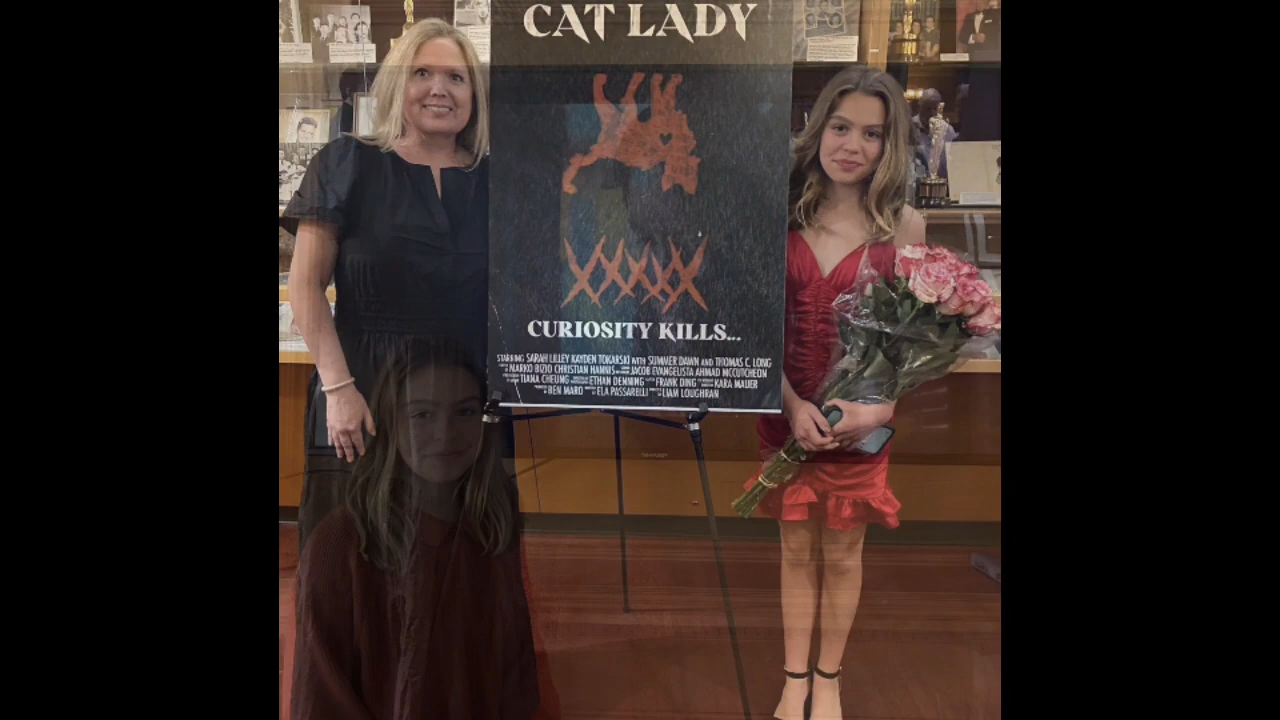 CAT LADY
CURIOSITY KILLS...
STARRING SARAH LILLEY KAYDEN TOKARSKI WITH SUMMER DAWN AND THOMAS C. LONG
MARKO BIZIO CHRISTIAN HANNIS JACOB EVANGELISTA AHMAD MCCUTCHEON
TIANA CHEUNG ETHAN DENNING FRANK DING KARA MAUER
BEN MARO ELA PASSARELLI LIAM LOUGHRAN